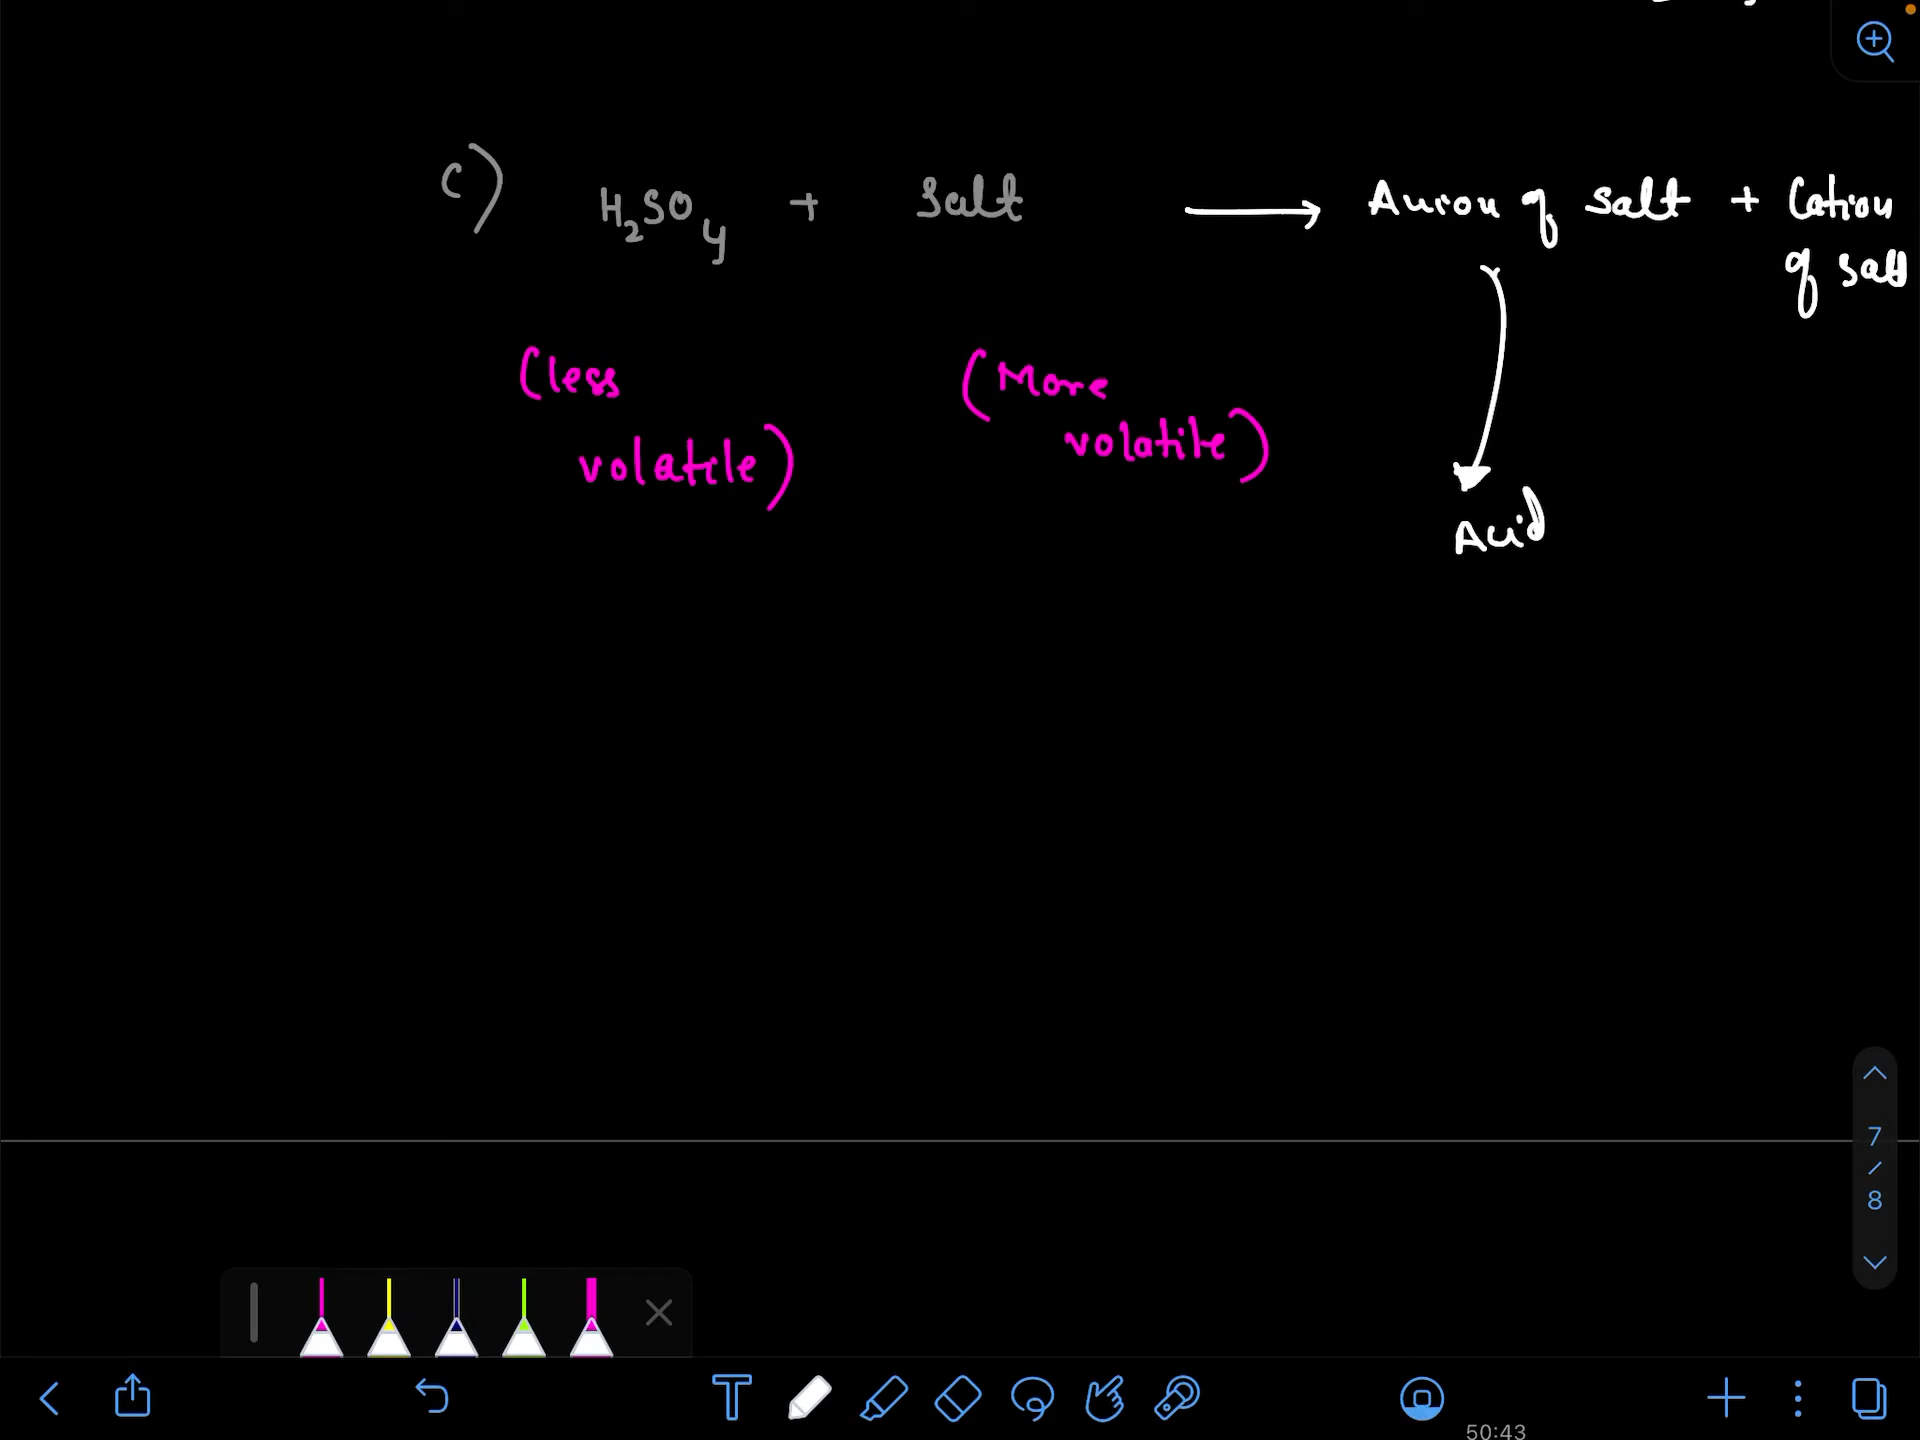 c) H₂SO₄ + Salt ⟶ Anion of salt + Cation
of salt
(less (More
volatile) volatile)
Acid
7
/
8
50:43